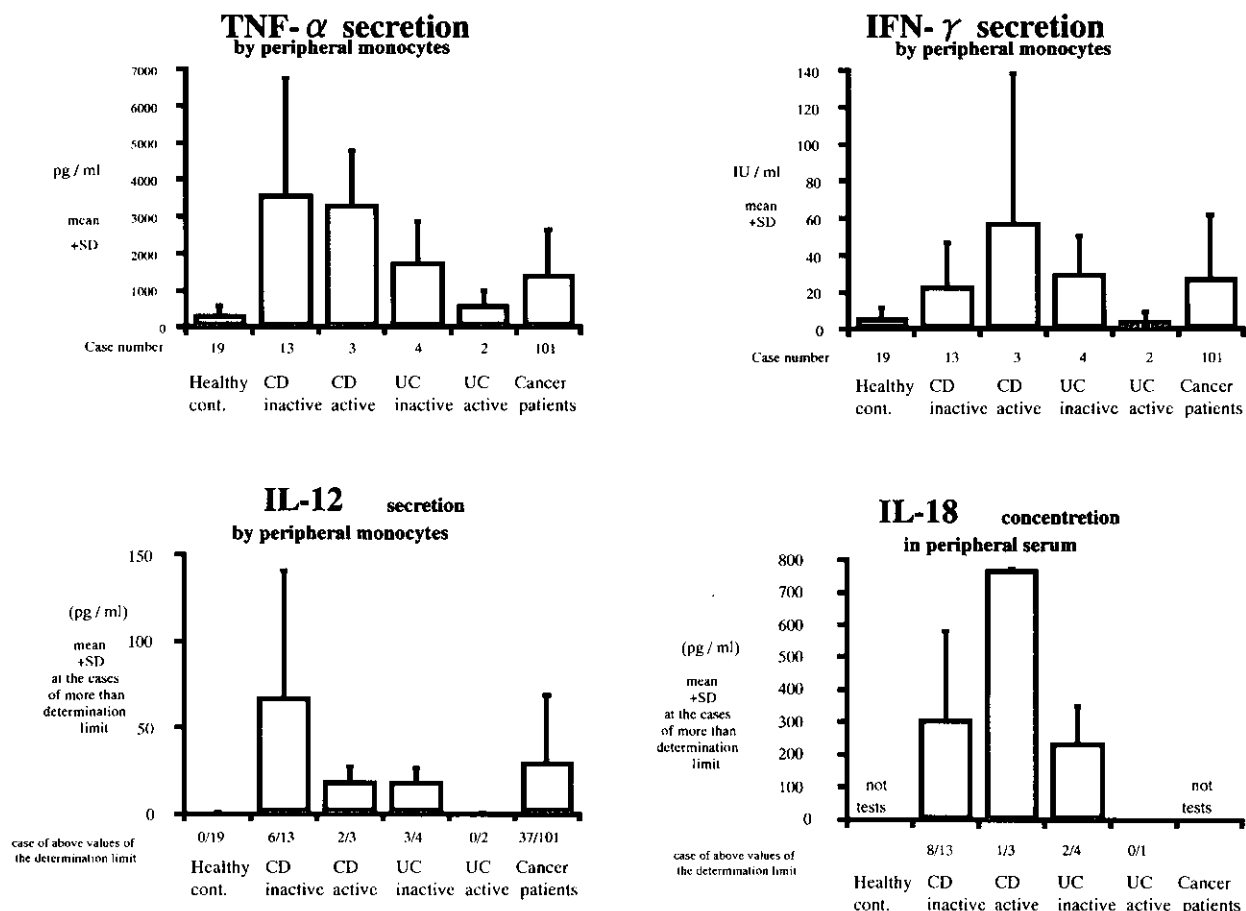 TNF- α secretion
by peripheral monocytes
7000
6000
5000
4000
3000
2000
1000
0
pg / ml
mean
+SD
Case number 19 13 3 4 2 101
Healthy CD CD UC UC Cancer
cont. inactive active inactive active patients
IFN- γ secretion
by peripheral monocytes
140
120
100
80
60
40
20
0
IU / ml
mean
+SD
Case number 19 13 3 4 2 101
Healthy CD CD UC UC Cancer
cont. inactive active inactive active patients
IL-12 secretion
by peripheral monocytes
150
100
50
0
(pg / ml)
mean
+SD
at the cases
of more than
determination
limit
case of above values of
the determination limit
0/19 6/13 2/3 3/4 0/2 37/101
Healthy CD CD UC UC Cancer
cont. inactive active inactive active patients
IL-18 concentretion
in peripheral serum
800
700
600
500
400
300
200
100
0
(pg / ml)
mean
+SD
at the cases
of more than
determination
limit
not
tests
not
tests
case of above values of
the determination limit
8/13 1/3 2/4 0/1
Healthy CD CD UC UC Cancer
cont. inactive active inactive active patients